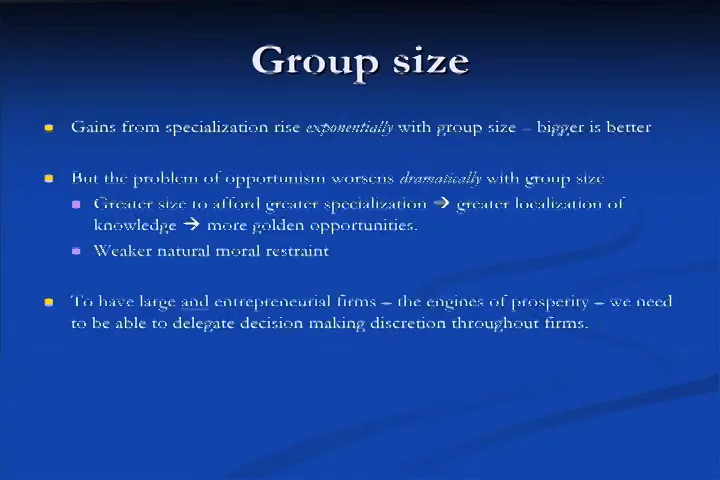 Group size
Gains from specialization rise exponentially with group size – bigger is better
But the problem of opportunism worsens dramatically with group size
Greater size to afford greater specialization → greater localization of
knowledge → more golden opportunities.
Weaker natural moral restraint
To have large and entrepreneurial firms – the engines of prosperity – we need
to be able to delegate decision making discretion throughout firms.